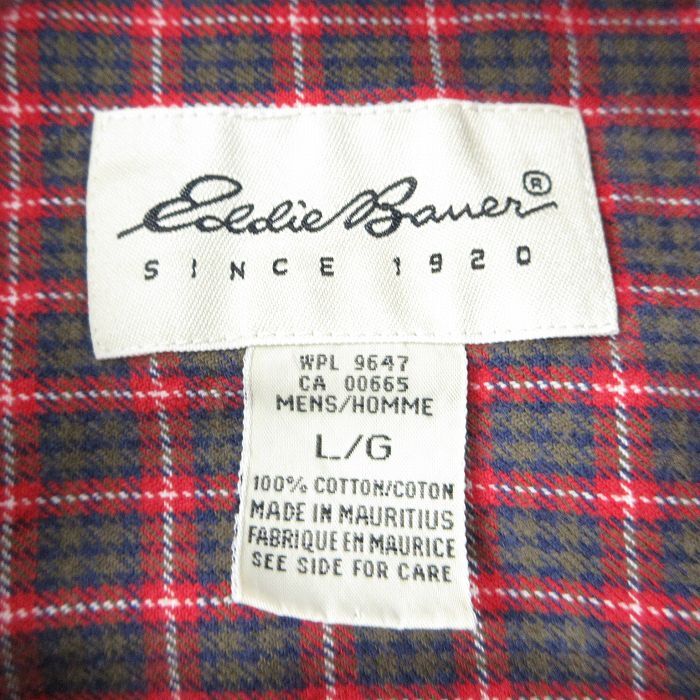 Eddie Bauer®
SINCE 1920
WPL 9647
CA 00665
MENS/HOMME
L/G
100% COTTON/COTON
MADE IN MAURITIUS
FABRIQUE EN MAURICE
SEE SIDE FOR CARE